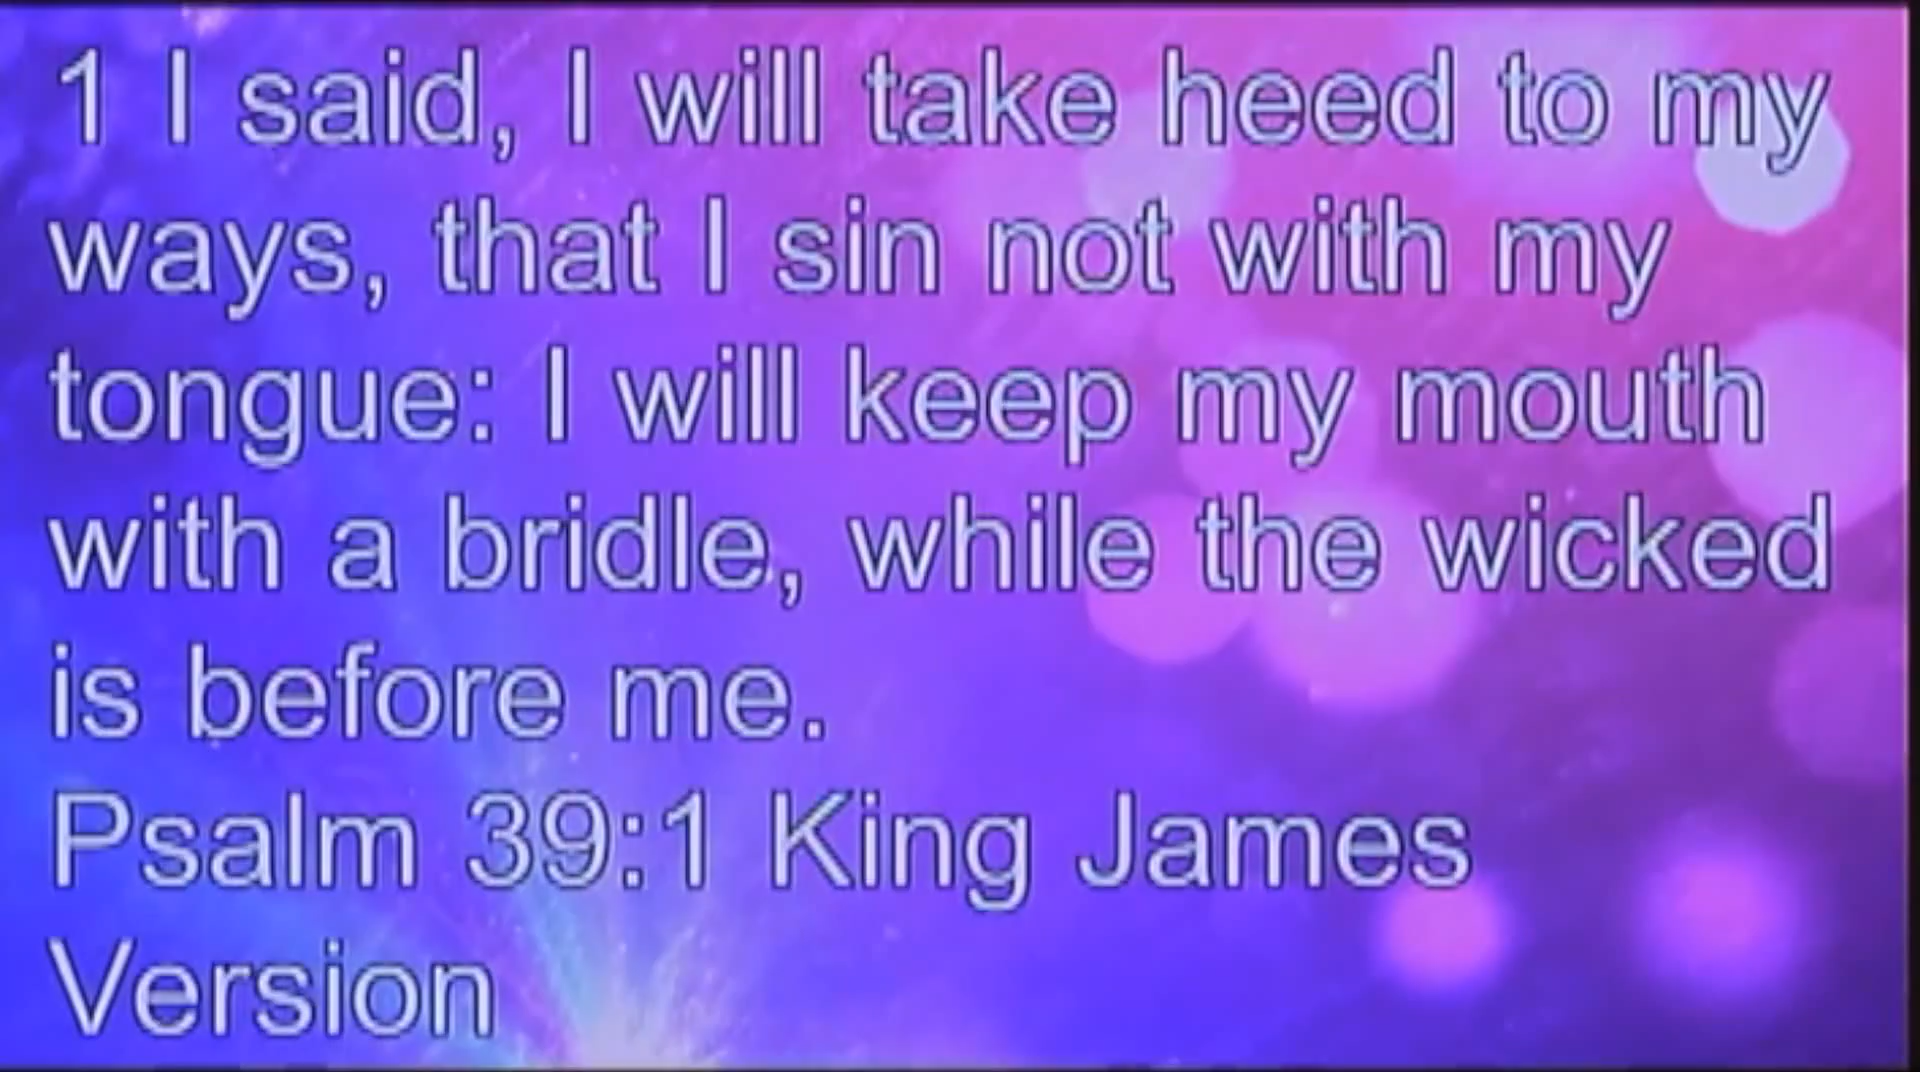 1 I said, I will take heed to my
ways, that I sin not with my
tongue: I will keep my mouth
with a bridle, while the wicked
is before me.
Psalm 39:1 King James
Version